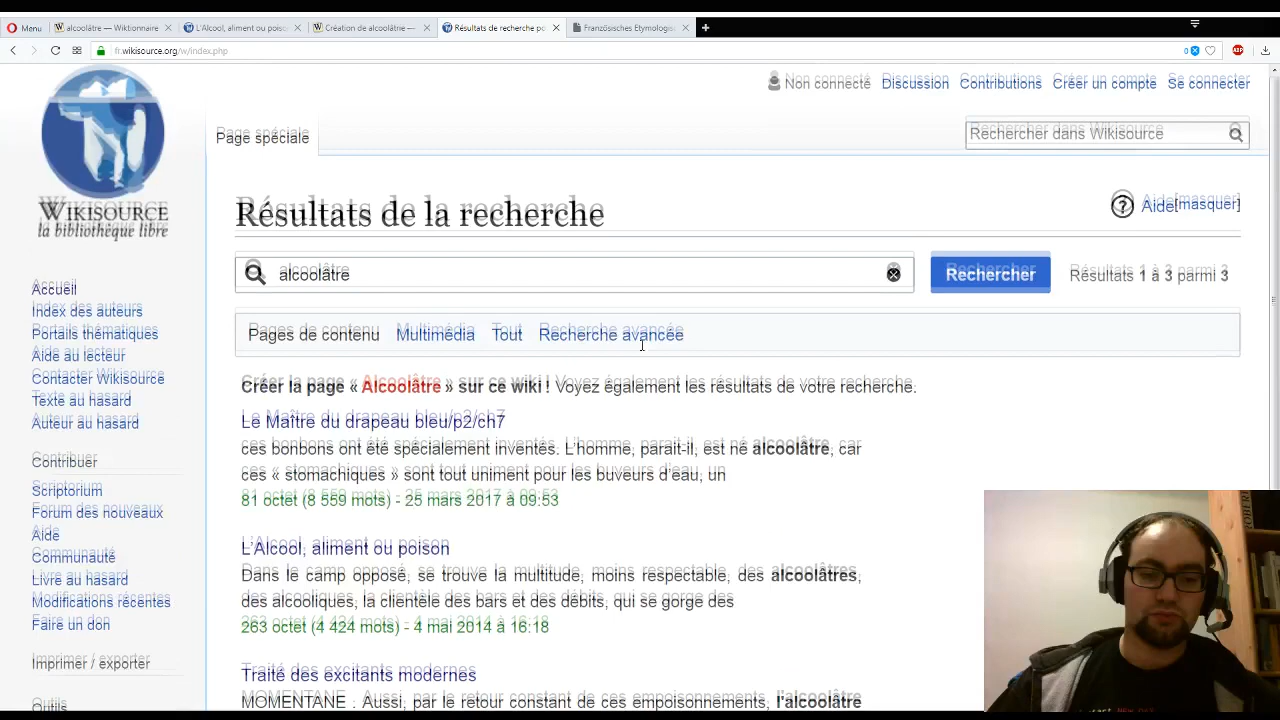 Menu
alcoolâtre — Wiktionnaire
L'Alcool, aliment ou poiso
Création de alcoolâtre —
Résultats de recherche po
Französisches Etymologis
fr.wikisource.org/w/index.php
0
ABP
Non connecté Discussion Contributions Créer un compte Se connecter
Page spéciale
Rechercher dans Wikisource
WIKISOURCE
la bibliothèque libre
Résultats de la recherche
Aide[masquer]
alcoolâtre
Rechercher
Résultats 1 à 3 parmi 3
Accueil
Index des auteurs
Portails thématiques
Aide au lecteur
Contacter Wikisource
Texte au hasard
Auteur au hasard
Contribuer
Scriptorium
Forum des nouveaux
Aide
Communauté
Livre au hasard
Modifications récentes
Faire un don
Imprimer / exporter
Outils
Pages de contenu Multimédia Tout Recherche avancée
Créer la page « Alcoolâtre » sur ce wiki ! Voyez également les résultats de votre recherche.
Le Maître du drapeau bleu/p2/ch7
ces bonbons ont été spécialement inventés. L'homme, parait-il, est né alcoolâtre, car
ces « stomachiques » sont tout uniment pour les buveurs d'eau, un
81 octet (8 559 mots) - 25 mars 2017 à 09:53
L'Alcool, aliment ou poison
Dans le camp opposé, se trouve la multitude, moins respectable, des alcoolâtres,
des alcooliques, la clientèle des bars et des débits, qui se gorge des
263 octet (4 424 mots) - 4 mai 2014 à 16:18
Traité des excitants modernes
MOMENTANE . Aussi, par le retour constant de ces empoisonnements, l'alcoolâtre